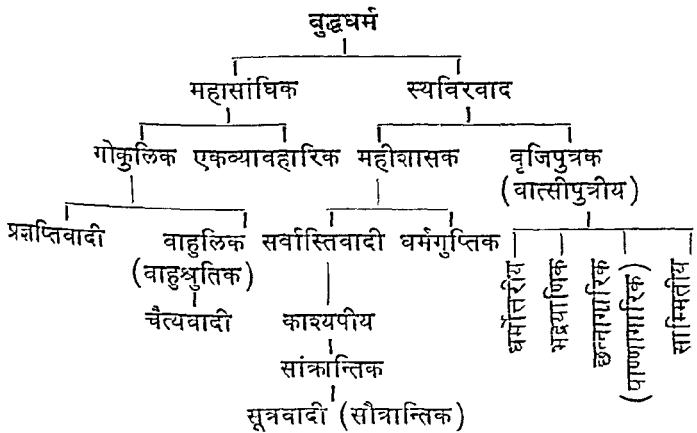 वुद्धधर्म
महासांघिक स्थविरवाद
गोकुलिक एकव्यावहारिक महीशासक वृजिपुत्रक
(वात्सीपुत्रीय)
प्रज्ञप्तिवादी वाहुलिक सर्वास्तिवादी धर्मगुप्तिक
(वाहुश्रुतिक)
चैत्यवादी काश्यपीय
सांक्रान्तिक
सूत्रवादी (सौत्रान्तिक)
धर्मोत्तरीय
भद्रयाणिक
छन्नागारिक
(पाण्णागारिक)
साम्मितीय